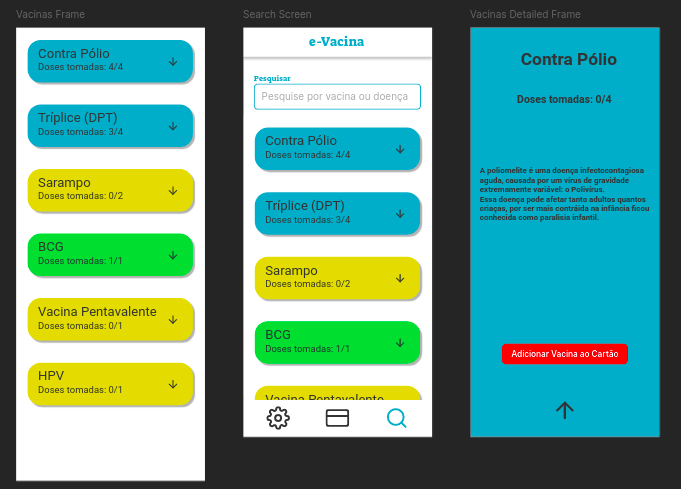 Vacinas Frame
Contra Pólio
Doses tomadas: 4/4
Tríplice (DPT)
Doses tomadas: 3/4
Sarampo
Doses tomadas: 0/2
BCG
Doses tomadas: 1/1
Vacina Pentavalente
Doses tomadas: 0/1
HPV
Doses tomadas: 0/1
Search Screen
e-Vacina
Pesquisar
Pesquise por vacina ou doença
Contra Pólio
Doses tomadas: 4/4
Tríplice (DPT)
Doses tomadas: 3/4
Sarampo
Doses tomadas: 0/2
BCG
Doses tomadas: 1/1
Vacina Pentavalente
Vacinas Detailed Frame
Contra Pólio
Doses tomadas: 0/4
A poliomelite é uma doença infectocontagiosa
aguda, causada por um vírus de gravidade
extremamente variável: o Polivírus.
Essa doença pode afetar tanto adultos quantos
criaças, por ser mais contráida na infância ficou
conhecida como paralisia infantil.
Adicionar Vacina ao Cartão